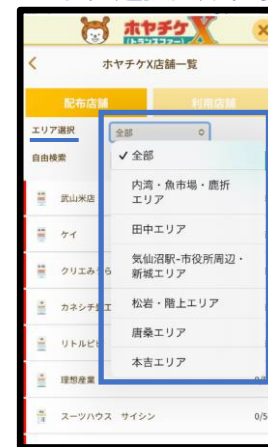 ホヤチケX
(トランスファー)
ホヤチケX店舗一覧
配布店舗
利用店舗
エリア選択
全部
自由検索
✓ 全部
内湾・魚市場・鹿折
エリア
武山米店
田中エリア
ケイ
気仙沼駅-市役所周辺・
新城エリア
クリエみうら
松岩・階上エリア
カネシチ
唐桑エリア
リトル
本吉エリア
理想産業
スーツハウス サイシン
0/5